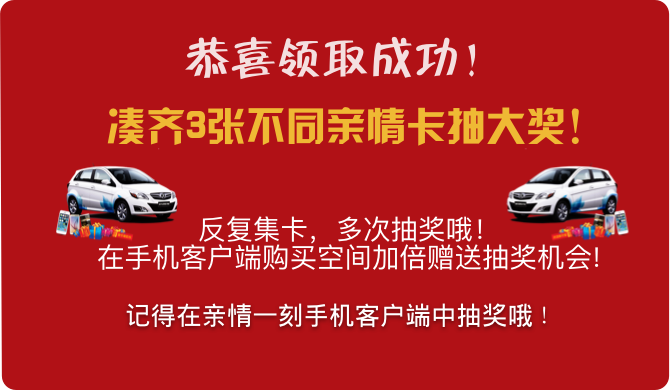 恭喜领取成功！
凑齐3张不同亲情卡抽大奖！
反复集卡，多次抽奖哦！
在手机客户端购买空间加倍赠送抽奖机会！
记得在亲情一刻手机客户端中抽奖哦！